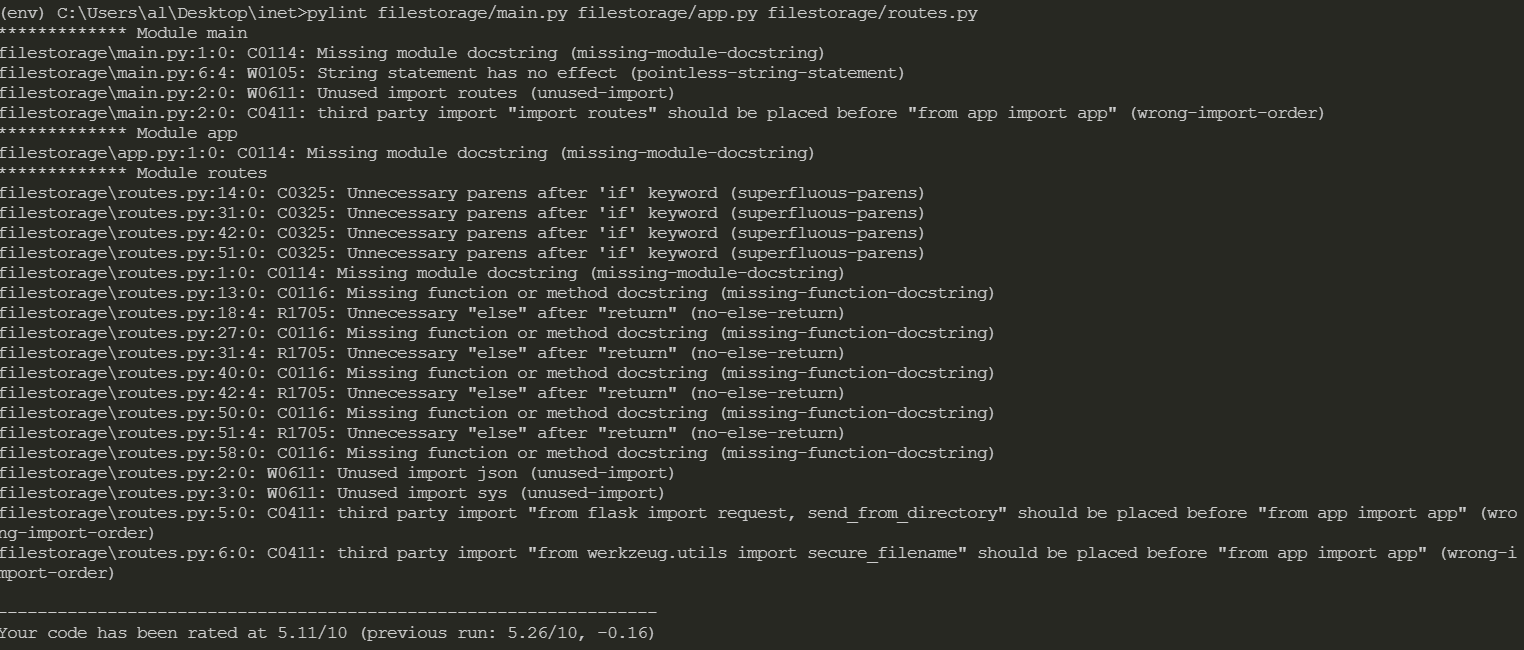 (env) C:\Users\al\Desktop\inet>pylint filestorage/main.py filestorage/app.py filestorage/routes.py
************* Module main
filestorage\main.py:1:0: C0114: Missing module docstring (missing-module-docstring)
filestorage\main.py:6:4: W0105: String statement has no effect (pointless-string-statement)
filestorage\main.py:2:0: W0611: Unused import routes (unused-import)
filestorage\main.py:2:0: C0411: third party import "import routes" should be placed before "from app import app" (wrong-import-order)
************* Module app
filestorage\app.py:1:0: C0114: Missing module docstring (missing-module-docstring)
************* Module routes
filestorage\routes.py:14:0: C0325: Unnecessary parens after 'if' keyword (superfluous-parens)
filestorage\routes.py:31:0: C0325: Unnecessary parens after 'if' keyword (superfluous-parens)
filestorage\routes.py:42:0: C0325: Unnecessary parens after 'if' keyword (superfluous-parens)
filestorage\routes.py:51:0: C0325: Unnecessary parens after 'if' keyword (superfluous-parens)
filestorage\routes.py:1:0: C0114: Missing module docstring (missing-module-docstring)
filestorage\routes.py:13:0: C0116: Missing function or method docstring (missing-function-docstring)
filestorage\routes.py:18:4: R1705: Unnecessary "else" after "return" (no-else-return)
filestorage\routes.py:27:0: C0116: Missing function or method docstring (missing-function-docstring)
filestorage\routes.py:31:4: R1705: Unnecessary "else" after "return" (no-else-return)
filestorage\routes.py:40:0: C0116: Missing function or method docstring (missing-function-docstring)
filestorage\routes.py:42:4: R1705: Unnecessary "else" after "return" (no-else-return)
filestorage\routes.py:50:0: C0116: Missing function or method docstring (missing-function-docstring)
filestorage\routes.py:51:4: R1705: Unnecessary "else" after "return" (no-else-return)
filestorage\routes.py:58:0: C0116: Missing function or method docstring (missing-function-docstring)
filestorage\routes.py:2:0: W0611: Unused import json (unused-import)
filestorage\routes.py:3:0: W0611: Unused import sys (unused-import)
filestorage\routes.py:5:0: C0411: third party import "from flask import request, send_from_directory" should be placed before "from app import app" (wro
ng-import-order)
filestorage\routes.py:6:0: C0411: third party import "from werkzeug.utils import secure_filename" should be placed before "from app import app" (wrong-i
mport-order)
------------------------------------------------------------------
Your code has been rated at 5.11/10 (previous run: 5.26/10, -0.16)